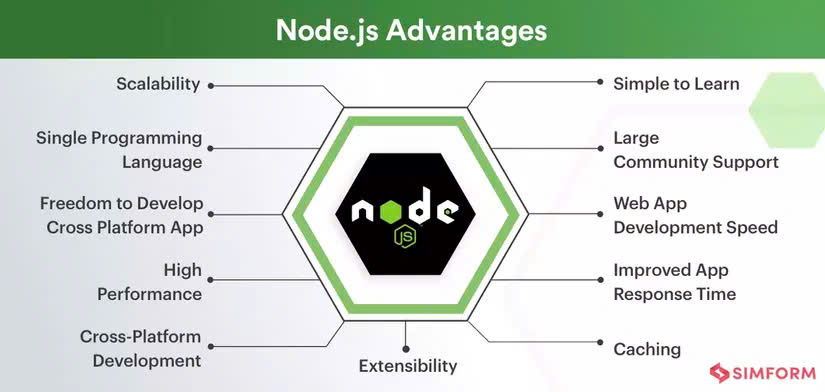 Node.js Advantages
Scalability
Single Programming
Language
Freedom to Develop
Cross Platform App
High
Performance
Cross-Platform
Development
Extensibility
node
JS
Simple to Learn
Large
Community Support
Web App
Development Speed
Improved App
Response Time
Caching
SIMFORM